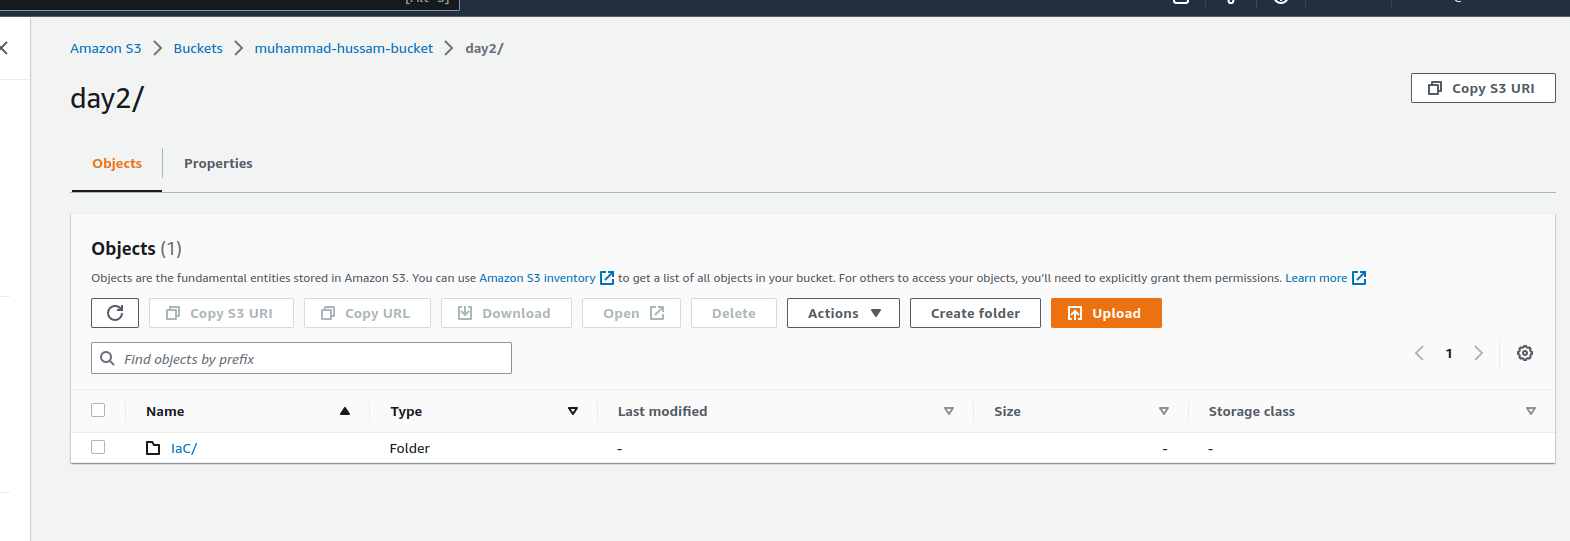 Amazon S3 > Buckets > muhammad-hussam-bucket > day2/
day2/
Copy S3 URI
Objects Properties
Objects (1)
Objects are the fundamental entities stored in Amazon S3. You can use Amazon S3 inventory to get a list of all objects in your bucket. For others to access your objects, you'll need to explicitly grant them permissions. Learn more
Copy S3 URI Copy URL Download Open Delete Actions Create folder Upload
Find objects by prefix
1
Name Type Last modified Size Storage class
IaC/ Folder - - -